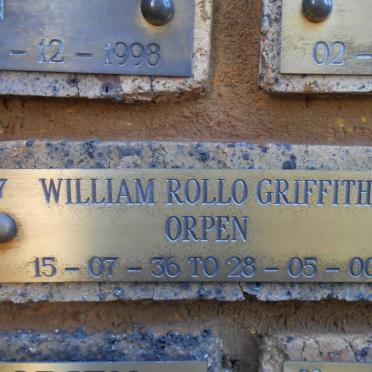 - 12 - 1998
02 -
WILLIAM ROLLO GRIFFITH
ORPEN
15 - 07 - 36 TO 28 - 05 - 00